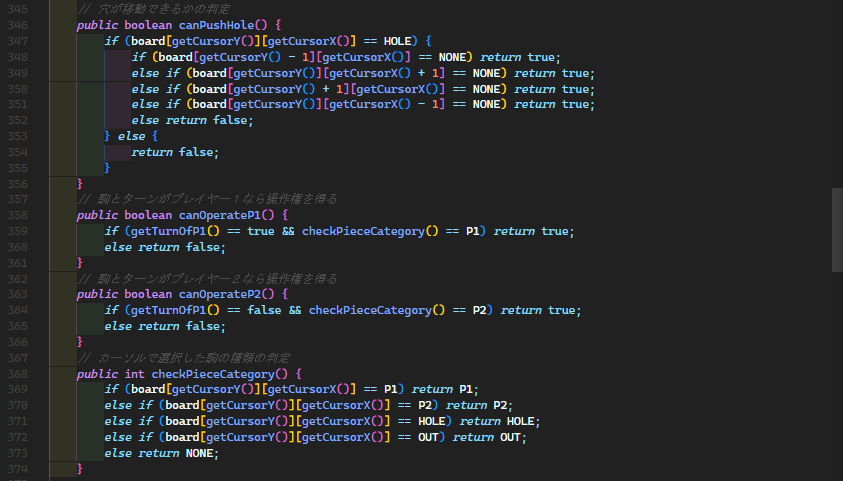 345 // 穴が移動できるかの判定
346 public boolean canPushHole() {
347 if (board[getCursorY()][getCursorX()] == HOLE) {
348 if (board[getCursorY() - 1][getCursorX()] == NONE) return true;
349 else if (board[getCursorY()][getCursorX() + 1] == NONE) return true;
350 else if (board[getCursorY() + 1][getCursorX()] == NONE) return true;
351 else if (board[getCursorY()][getCursorX() - 1] == NONE) return true;
352 else return false;
353 } else {
354 return false;
355 }
356 }
357 // 駒とターンがプレイヤー１なら操作権を得る
358 public boolean canOperateP1() {
359 if (getTurnOfP1() == true && checkPieceCategory() == P1) return true;
360 else return false;
361 }
362 // 駒とターンがプレイヤー２なら操作権を得る
363 public boolean canOperateP2() {
364 if (getTurnOfP1() == false && checkPieceCategory() == P2) return true;
365 else return false;
366 }
367 // カーソルで選択した駒の種類の判定
368 public int checkPieceCategory() {
369 if (board[getCursorY()][getCursorX()] == P1) return P1;
370 else if (board[getCursorY()][getCursorX()] == P2) return P2;
371 else if (board[getCursorY()][getCursorX()] == HOLE) return HOLE;
372 else if (board[getCursorY()][getCursorX()] == OUT) return OUT;
373 else return NONE;
374 }